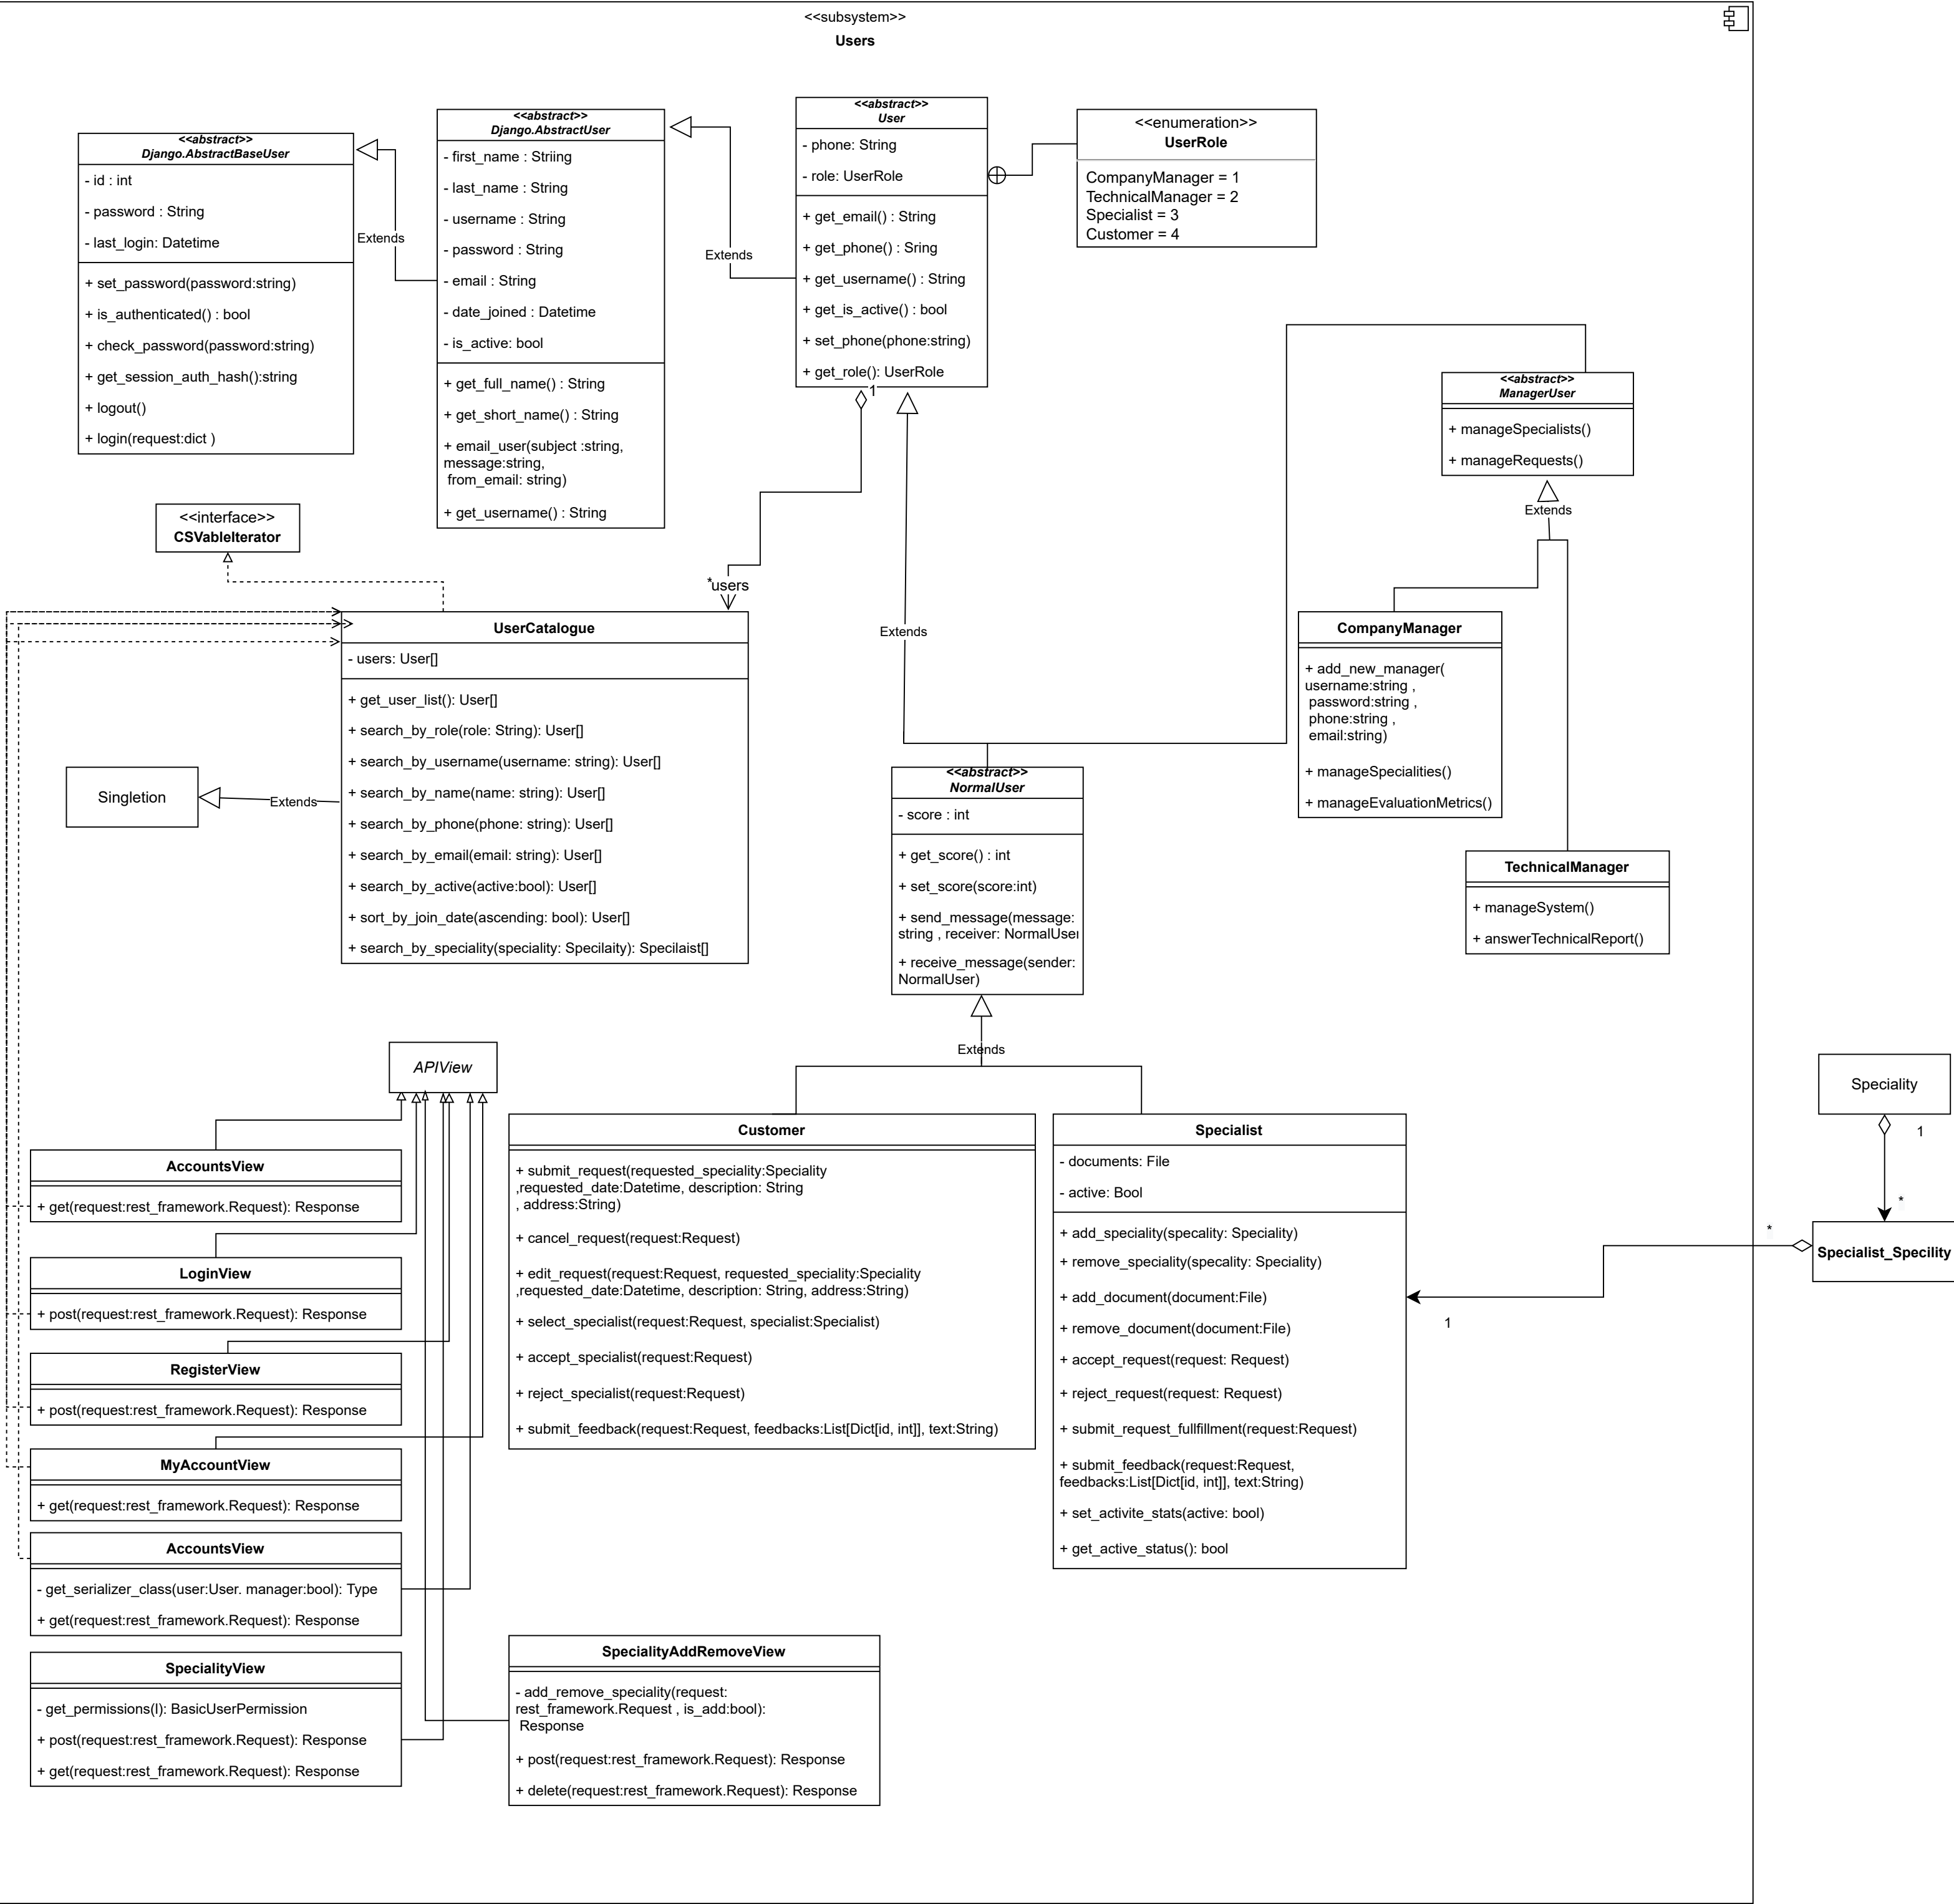 <<subsystem>>
Users
<<abstract>>
Django.AbstractBaseUser
- id : int
- password : String
- last_login: Datetime
+ set_password(password:string)
+ is_authenticated() : bool
+ check_password(password:string)
+ get_session_auth_hash():string
+ logout()
+ login(request:dict )
Extends
<<abstract>>
Django.AbstractUser
- first_name : Striing
- last_name : String
- username : String
- password : String
- email : String
- date_joined : Datetime
- is_active: bool
+ get_full_name() : String
+ get_short_name() : String
+ email_user(subject :string,
message:string,
from_email: string)
+ get_username() : String
Extends
<<abstract>>
User
- phone: String
- role: UserRole
+ get_email() : String
+ get_phone() : Sring
+ get_username() : String
+ get_is_active() : bool
+ set_phone(phone:string)
+ get_role(): UserRole
1
<<enumeration>>
UserRole
CompanyManager = 1
TechnicalManager = 2
Specialist = 3
Customer = 4
<<abstract>>
ManagerUser
+ manageSpecialists()
+ manageRequests()
Extends
<<interface>>
CSVableIterator
*users
Extends
UserCatalogue
- users: User[]
+ get_user_list(): User[]
+ search_by_role(role: String): User[]
+ search_by_username(username: string): User[]
+ search_by_name(name: string): User[]
+ search_by_phone(phone: string): User[]
+ search_by_email(email: string): User[]
+ search_by_active(active:bool): User[]
+ sort_by_join_date(ascending: bool): User[]
+ search_by_speciality(speciality: Specilaity): Specilaist[]
Singletion
Extends
CompanyManager
+ add_new_manager(
username:string ,
password:string ,
phone:string ,
email:string)
+ manageSpecialities()
+ manageEvaluationMetrics()
TechnicalManager
+ manageSystem()
+ answerTechnicalReport()
<<abstract>>
NormalUser
- score : int
+ get_score() : int
+ set_score(score:int)
+ send_message(message:
string , receiver: NormalUser
+ receive_message(sender:
NormalUser)
Extends
APIView
Customer
+ submit_request(requested_speciality:Speciality
,requested_date:Datetime, description: String
, address:String)
+ cancel_request(request:Request)
+ edit_request(request:Request, requested_speciality:Speciality
,requested_date:Datetime, description: String, address:String)
+ select_specialist(request:Request, specialist:Specialist)
+ accept_specialist(request:Request)
+ reject_specialist(request:Request)
+ submit_feedback(request:Request, feedbacks:List[Dict[id, int]], text:String)
Specialist
- documents: File
- active: Bool
+ add_speciality(specality: Speciality)
+ remove_speciality(specality: Speciality)
+ add_document(document:File)
+ remove_document(document:File)
+ accept_request(request: Request)
+ reject_request(request: Request)
+ submit_request_fullfillment(request:Request)
+ submit_feedback(request:Request,
feedbacks:List[Dict[id, int]], text:String)
+ set_activite_stats(active: bool)
+ get_active_status(): bool
Speciality
1
*
*
Specialist_Specility
1
AccountsView
+ get(request:rest_framework.Request): Response
LoginView
+ post(request:rest_framework.Request): Response
RegisterView
+ post(request:rest_framework.Request): Response
MyAccountView
+ get(request:rest_framework.Request): Response
AccountsView
- get_serializer_class(user:User. manager:bool): Type
+ get(request:rest_framework.Request): Response
SpecialityView
- get_permissions(l): BasicUserPermission
+ post(request:rest_framework.Request): Response
+ get(request:rest_framework.Request): Response
SpecialityAddRemoveView
- add_remove_speciality(request:
rest_framework.Request , is_add:bool):
Response
+ post(request:rest_framework.Request): Response
+ delete(request:rest_framework.Request): Response